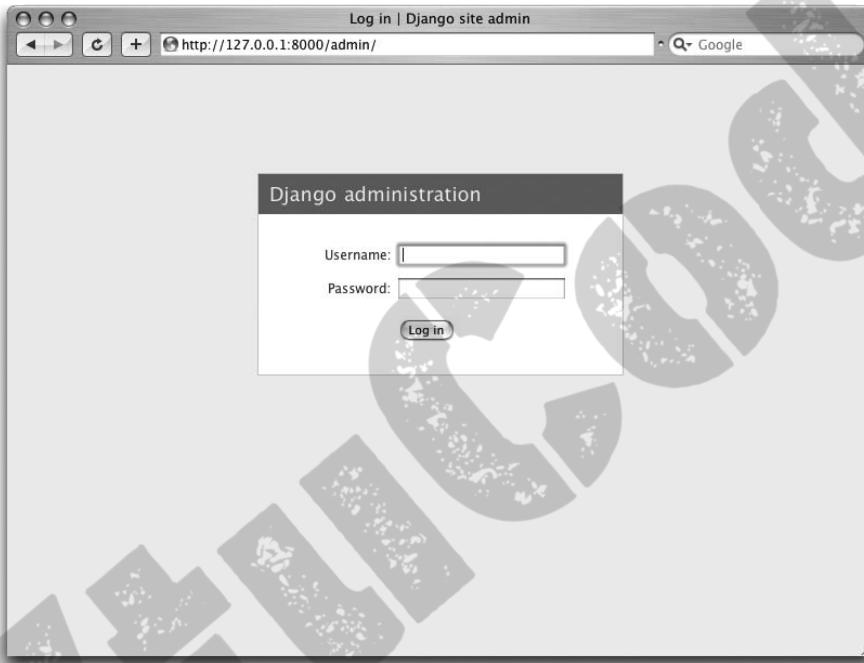 Log in | Django site admin
http://127.0.0.1:8000/admin/
Google
Django administration
Username:
Password:
Log in